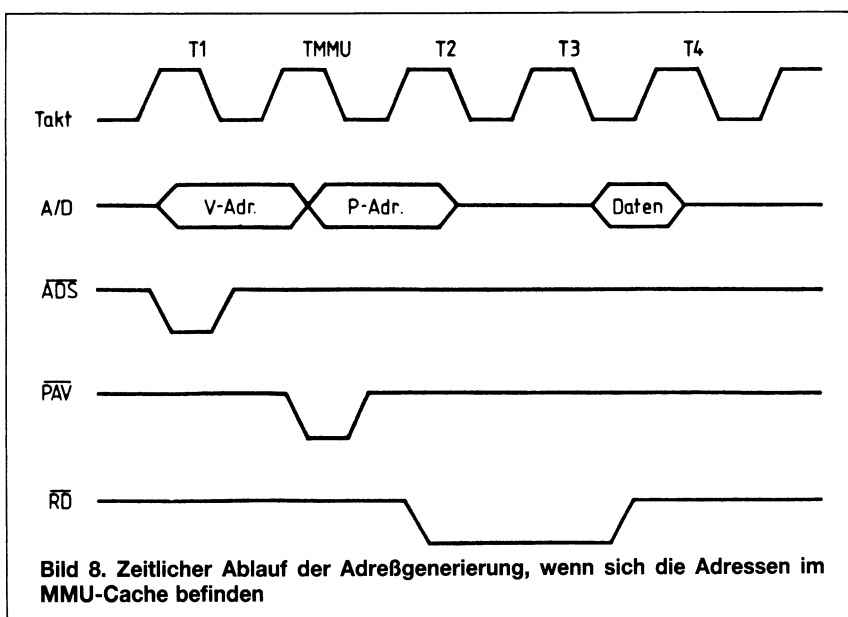 T1 TMMU T2 T3 T4
Takt
A/D V-Adr. P-Adr. Daten
ADS
PAV
RD
Bild 8. Zeitlicher Ablauf der Adreßgenerierung, wenn sich die Adressen im
MMU-Cache befinden